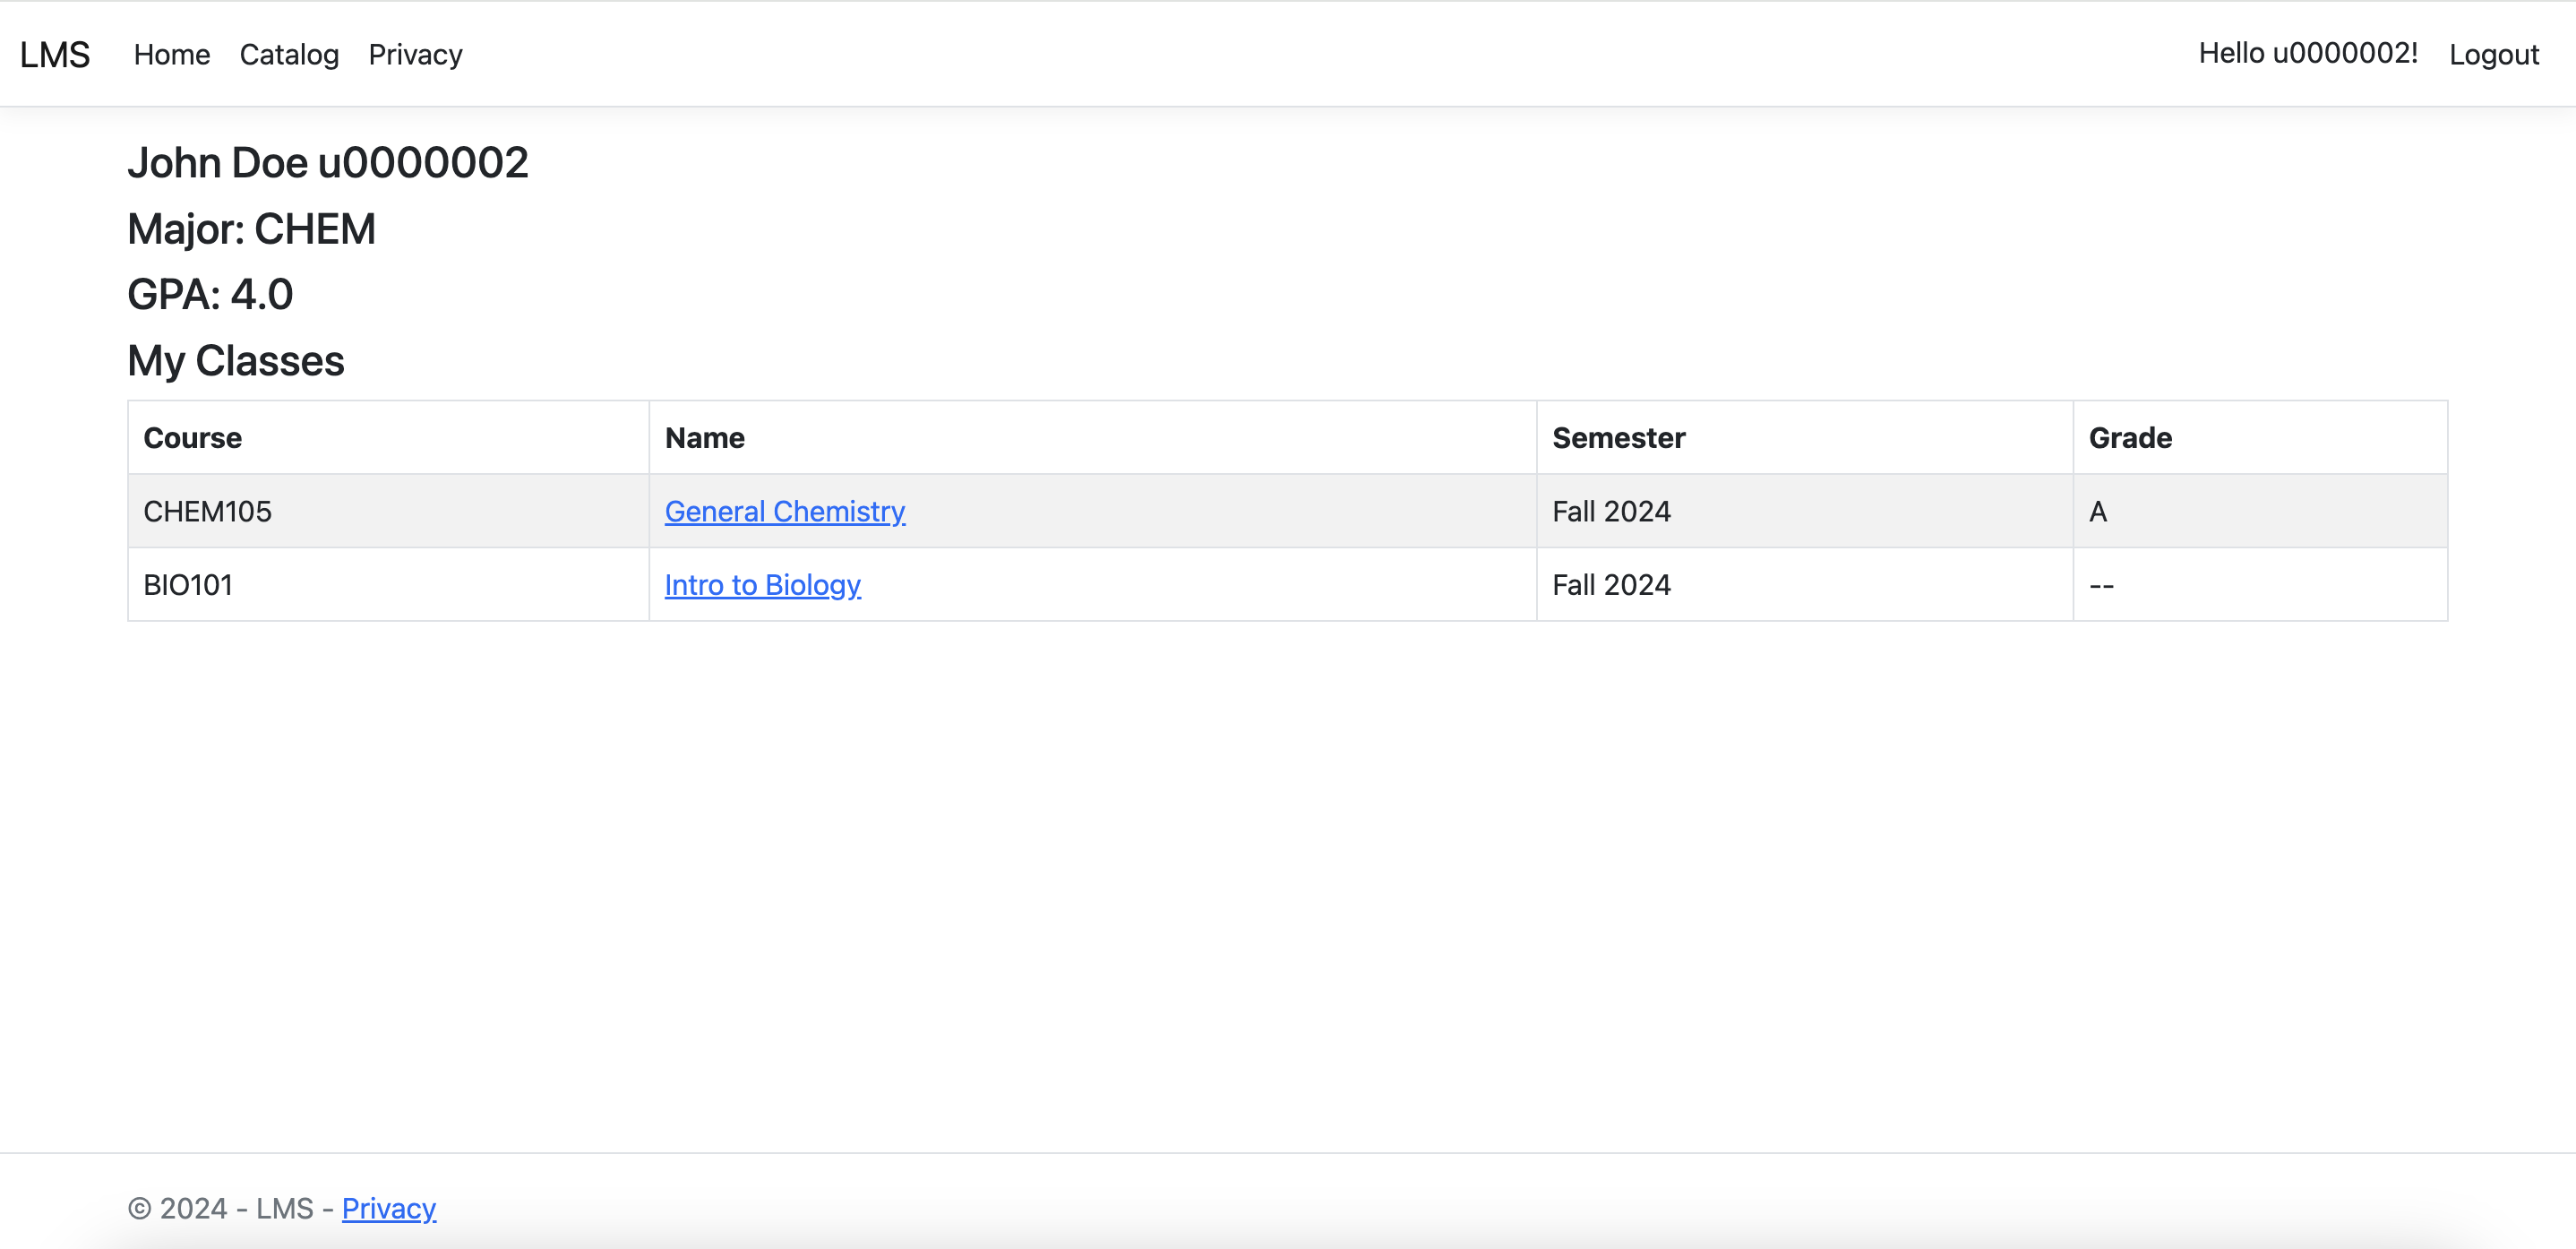 LMS Home Catalog Privacy Hello u0000002! Logout
John Doe u0000002
Major: CHEM
GPA: 4.0
My Classes
Course Name Semester Grade
CHEM105 General Chemistry Fall 2024 A
BIO101 Intro to Biology Fall 2024 --
© 2024 - LMS - Privacy